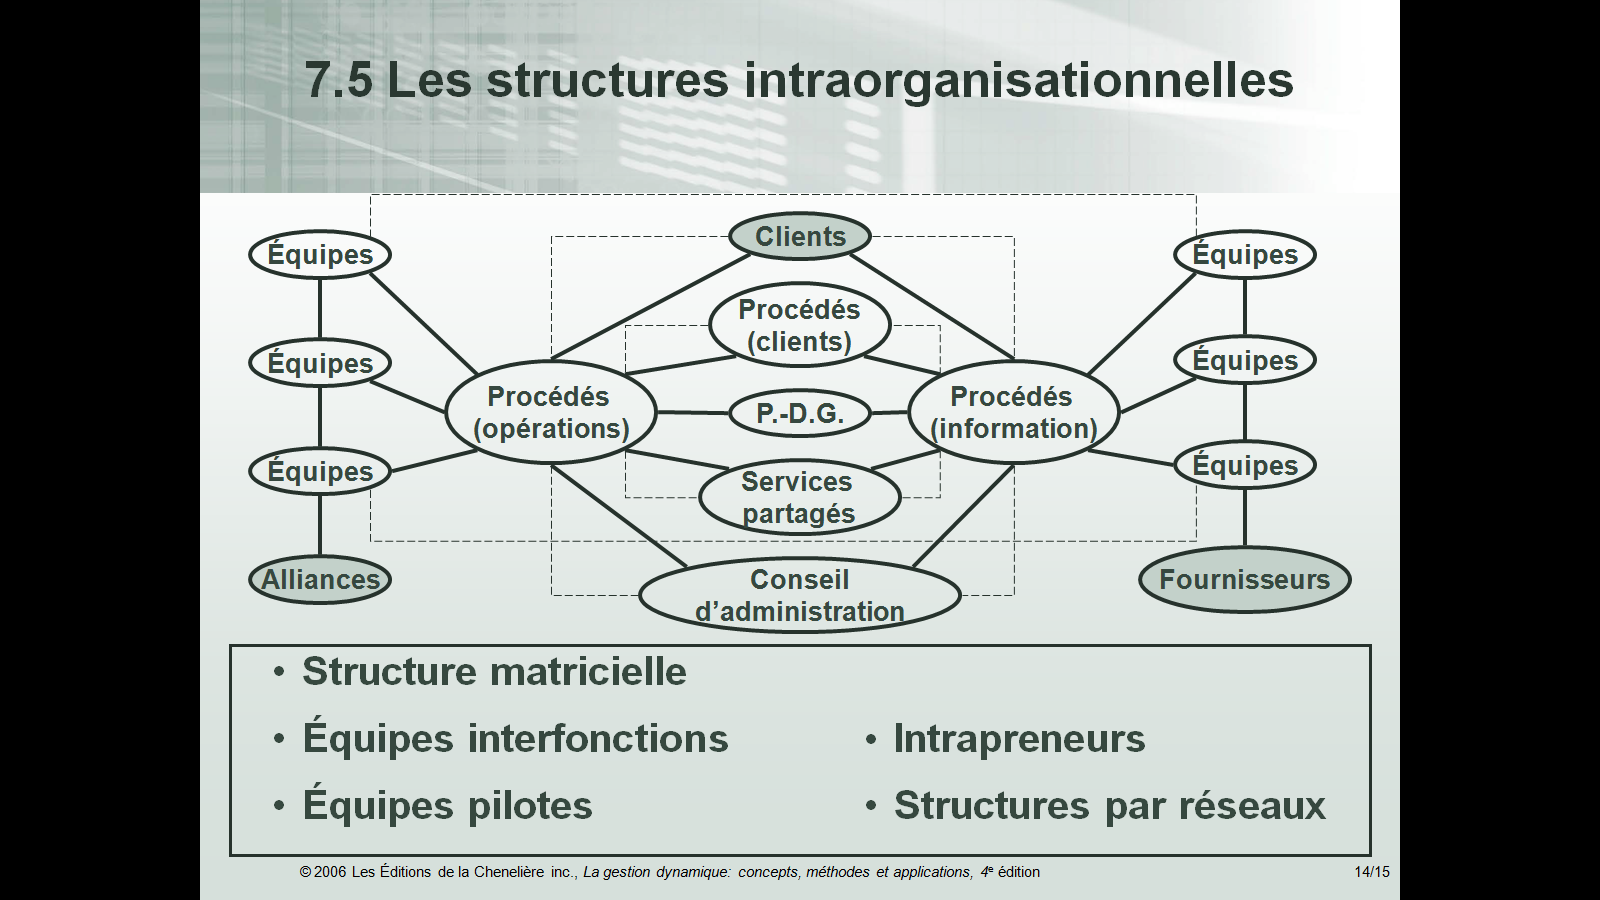 7.5 Les structures intraorganisationnelles
Clients
Équipes
Équipes
Procédés
(clients)
Équipes
Équipes
Procédés
(opérations)
P.-D.G.
Procédés
(information)
Équipes
Services
partagés
Équipes
Alliances
Conseil
d’administration
Fournisseurs
• Structure matricielle
• Équipes interfonctions
• Intrapreneurs
• Équipes pilotes
• Structures par réseaux
© 2006 Les Éditions de la Chenelière inc., La gestion dynamique: concepts, méthodes et applications, 4e édition
14/15